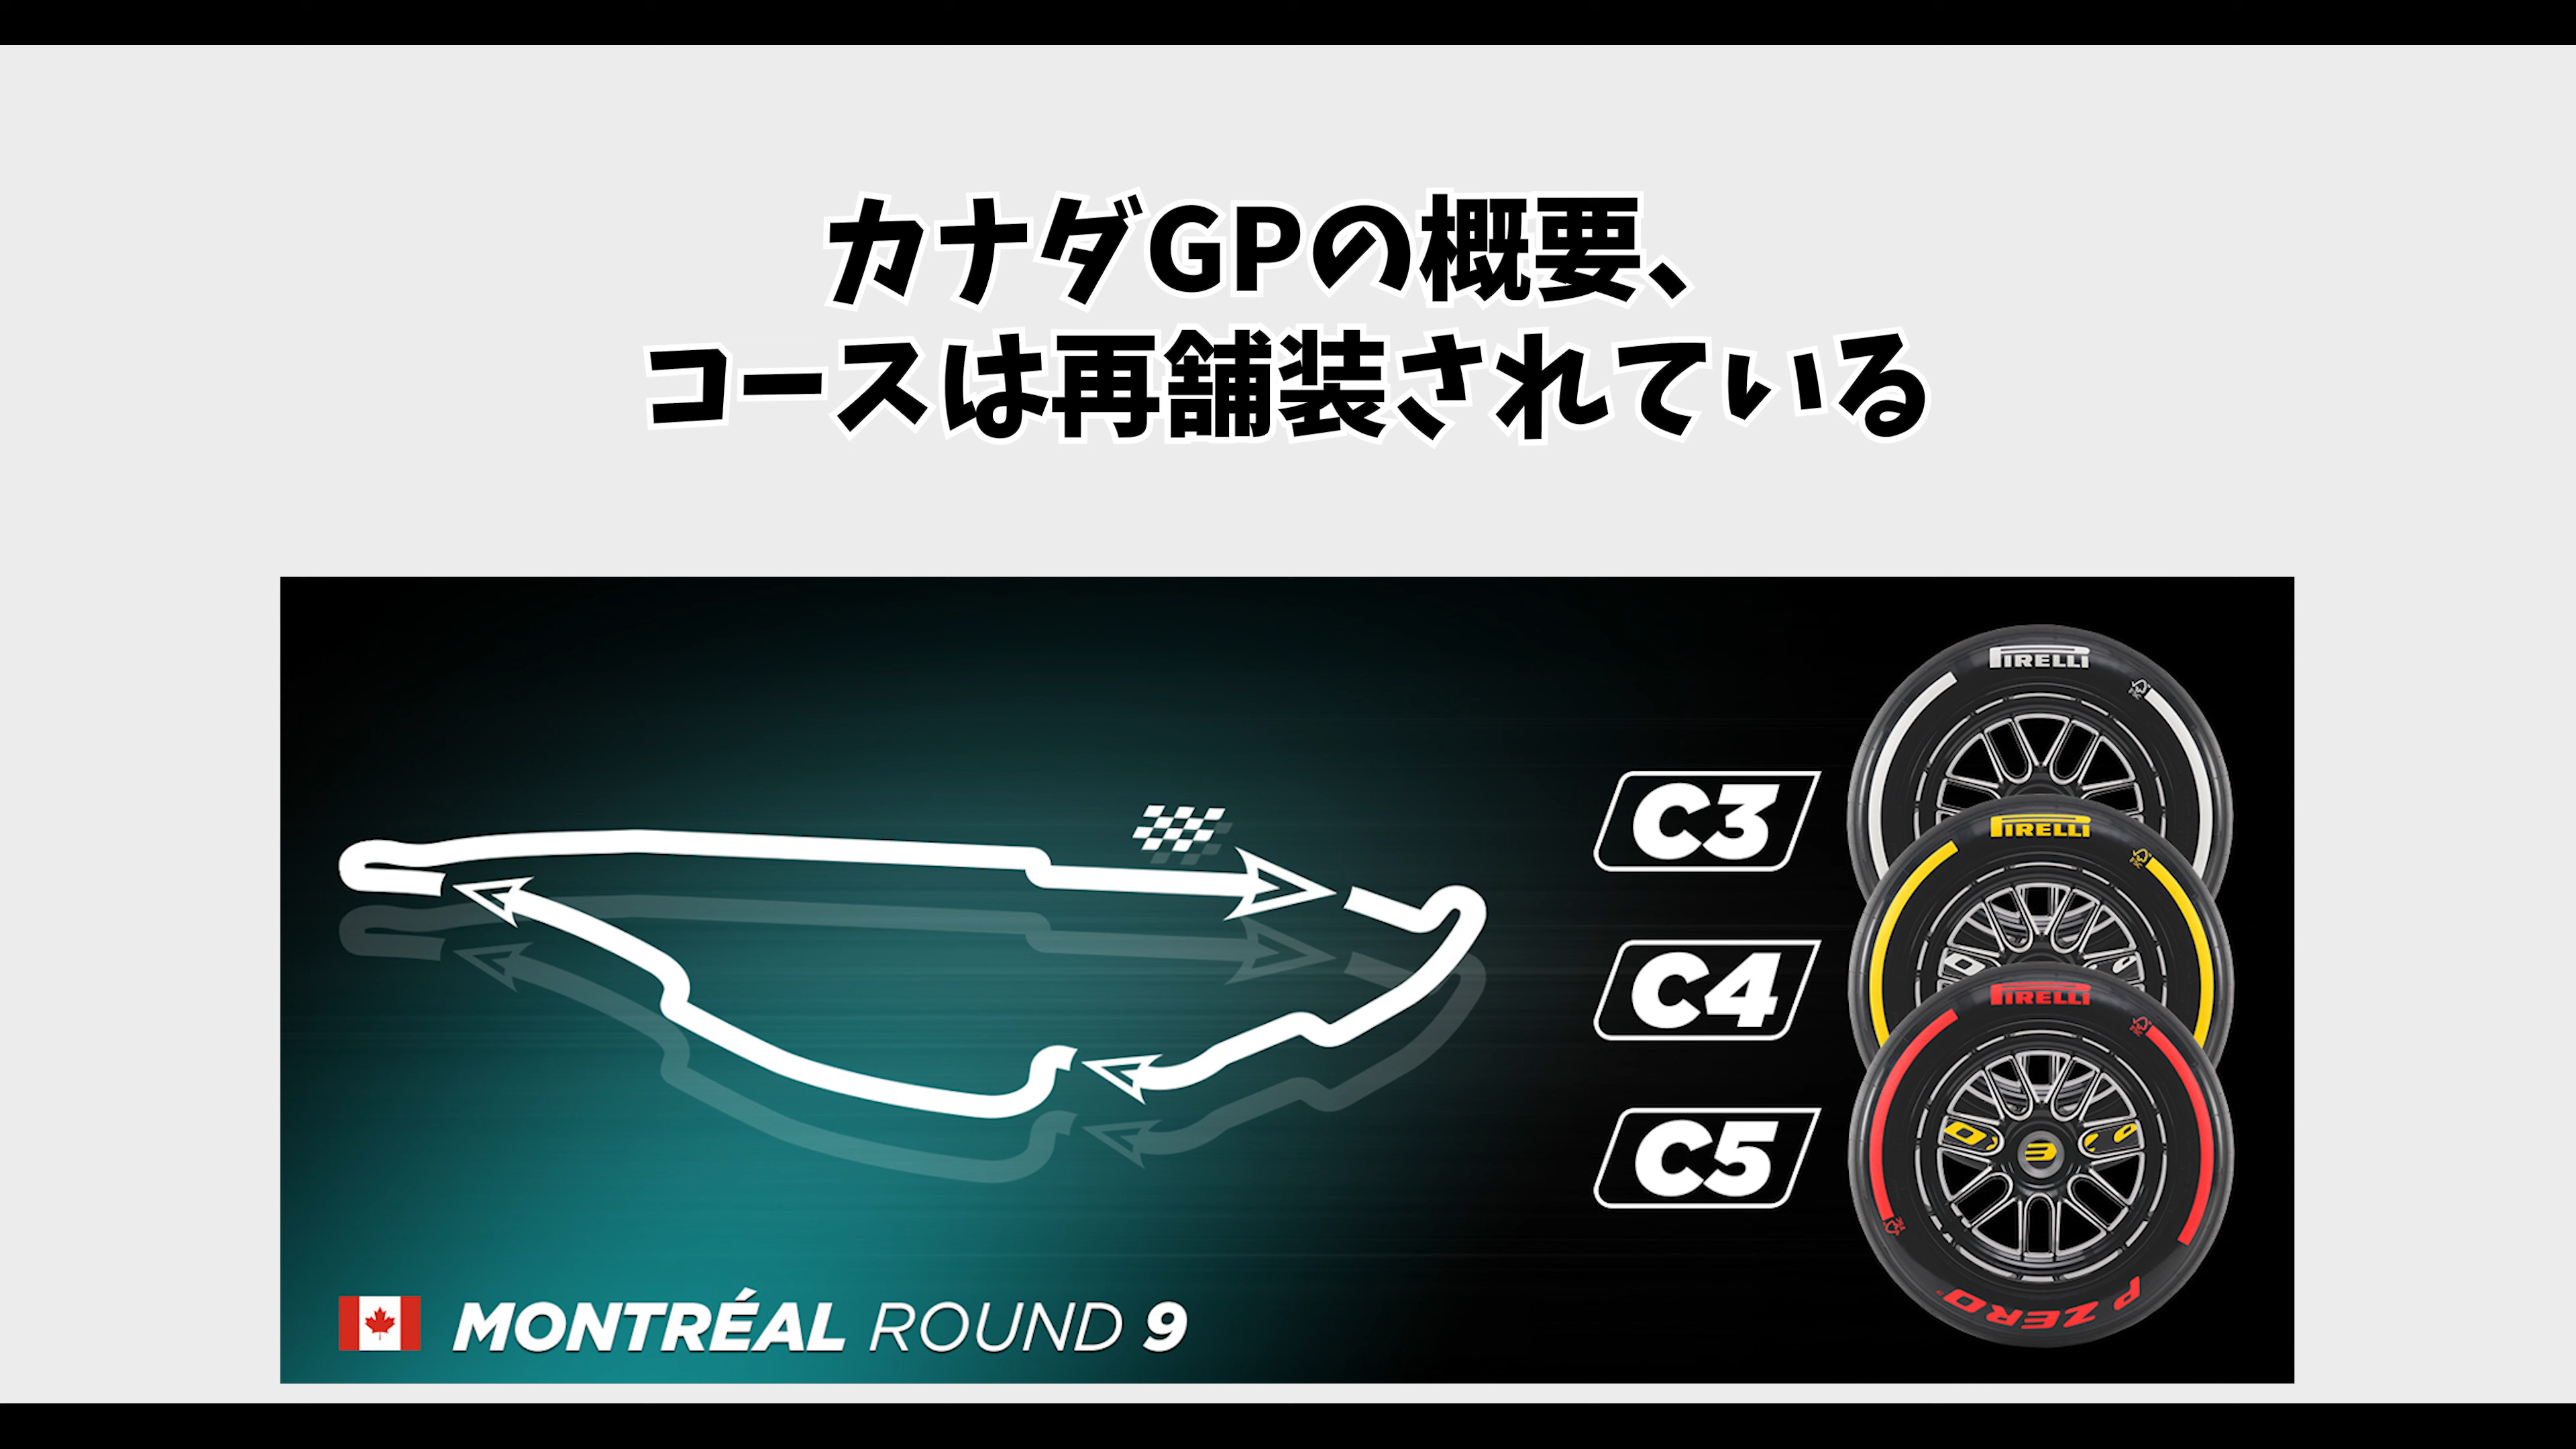 カナダGPの概要、
コースは再舗装されている
PIRELLI
C3
PIRELLI
C4
PIRELLI
C5
P ZERO
MONTRÉAL ROUND 9